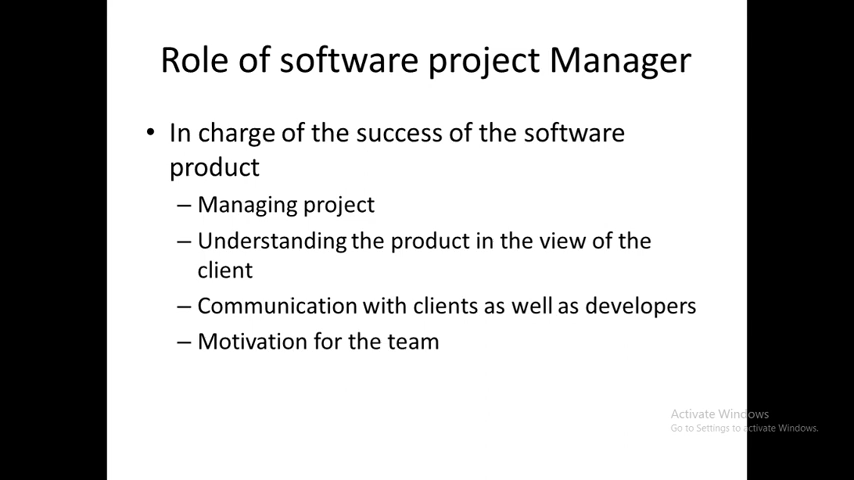 Role of software project Manager
• In charge of the success of the software
product
– Managing project
– Understanding the product in the view of the
client
– Communication with clients as well as developers
– Motivation for the team
Activate Windows
Go to Settings to activate Windows.